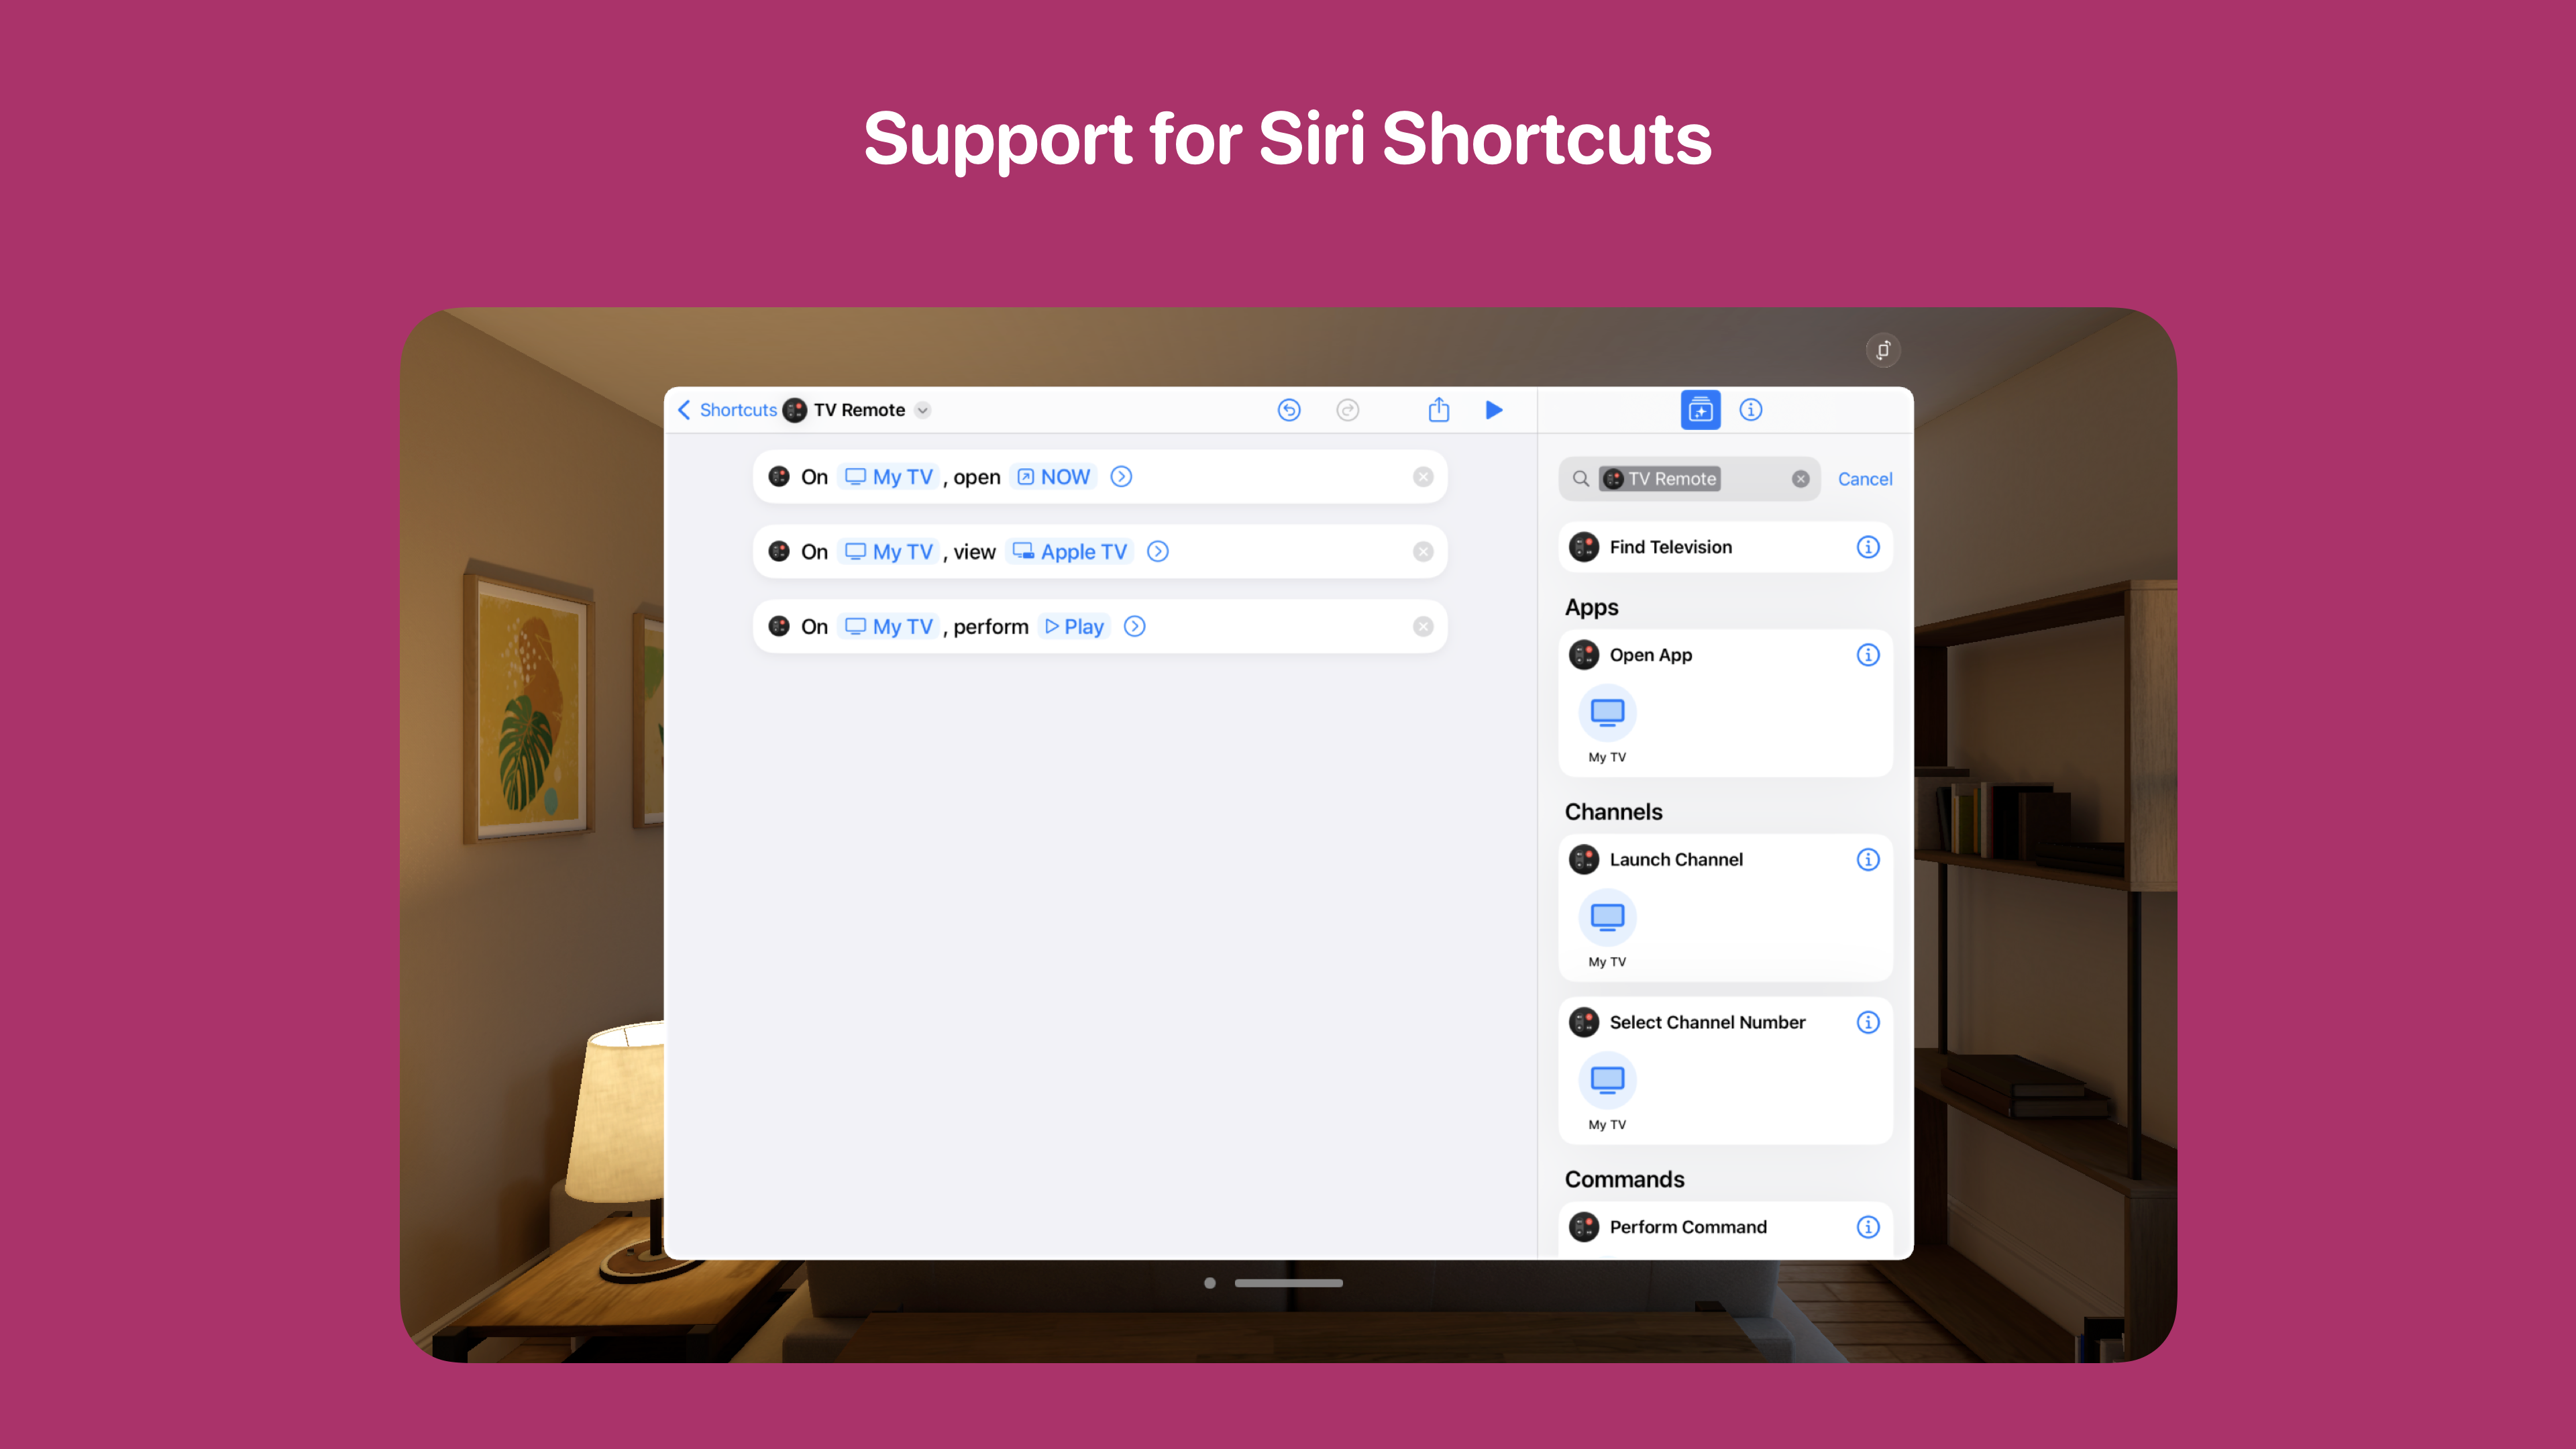 Support for Siri Shortcuts
Shortcuts TV Remote
On My TV , open NOW
On My TV , view Apple TV
On My TV , perform Play
TV Remote Cancel
Find Television
Apps
Open App
My TV
Channels
Launch Channel
My TV
Select Channel Number
My TV
Commands
Perform Command